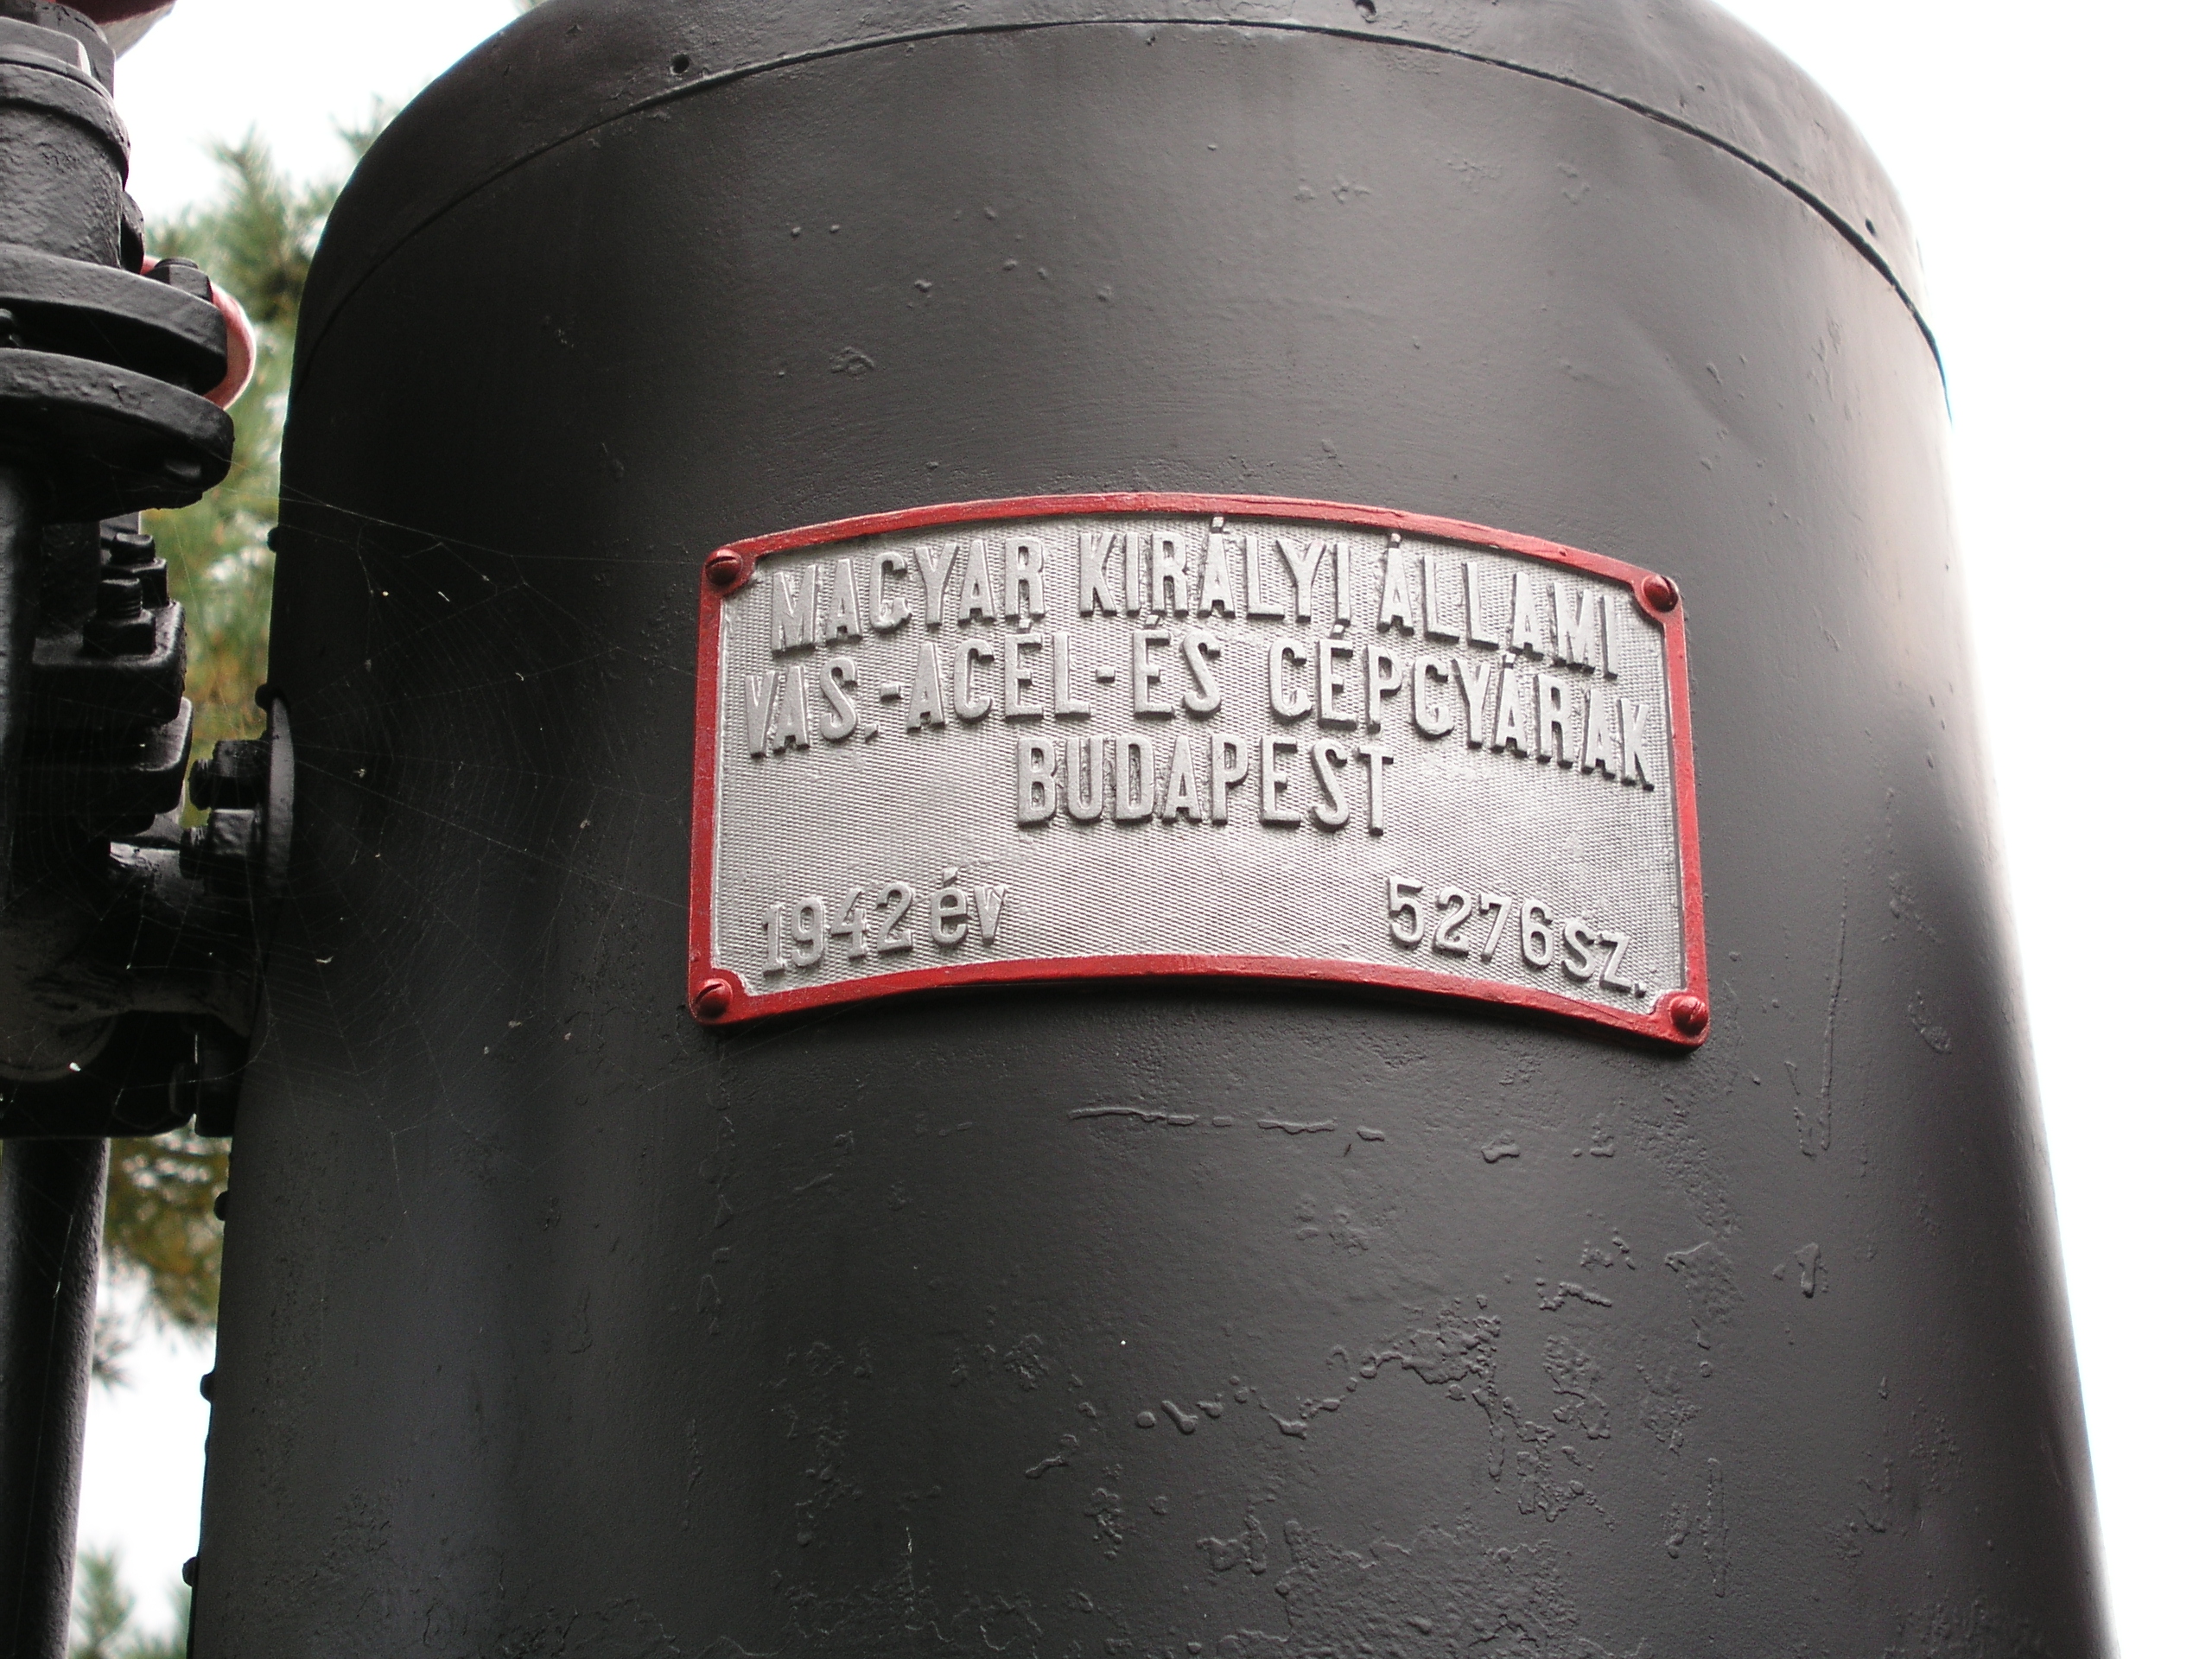 MAGYAR KIRÁLYI ÁLLAMI
VAS,-ACÉL-ÉS GÉPGYÁRAK
BUDAPEST
1942 év 5276 sz.